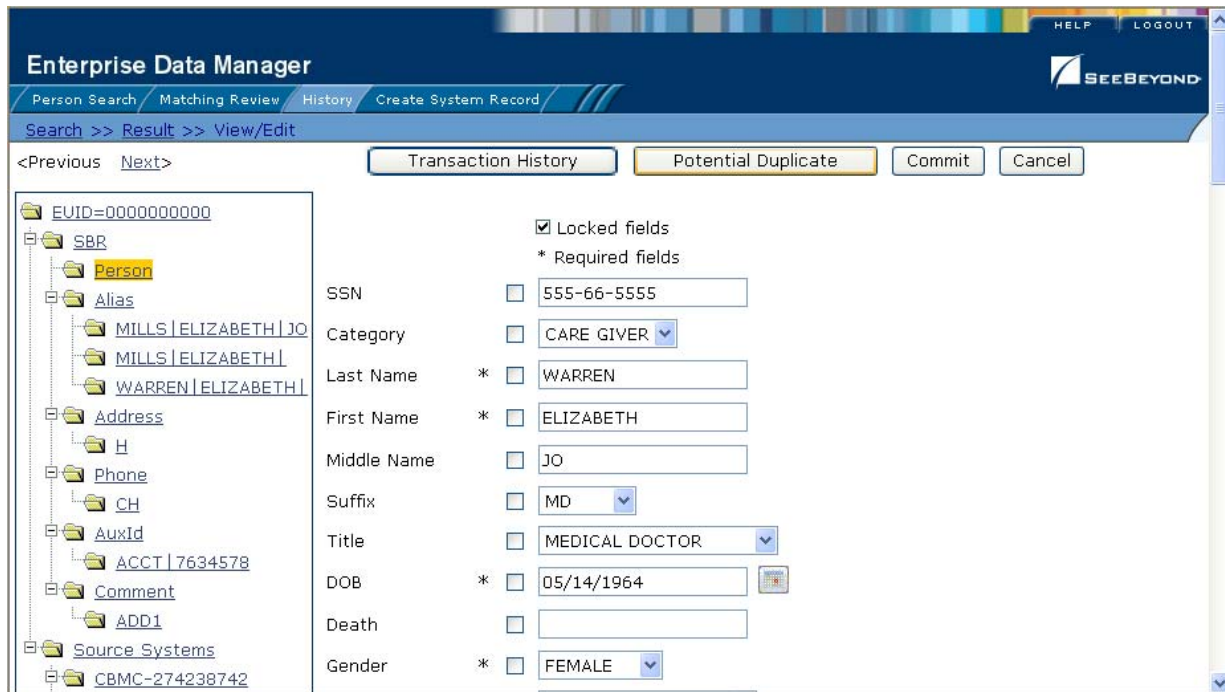 HELP LOGOUT
Enterprise Data Manager
SEEBEYOND
Person Search Matching Review History Create System Record
Search >> Result >> View/Edit
<Previous Next> Transaction History Potential Duplicate Commit Cancel
EUID=0000000000
SBR
Person
Alias
MILLS|ELIZABETH|JO
MILLS|ELIZABETH|
WARREN|ELIZABETH|
Address
H
Phone
CH
AuxId
ACCT|7634578
Comment
ADD1
Source Systems
CBMC-274238742
Locked fields
* Required fields
SSN 555-66-5555
Category CARE GIVER
Last Name * WARREN
First Name * ELIZABETH
Middle Name JO
Suffix MD
Title MEDICAL DOCTOR
DOB * 05/14/1964
Death
Gender * FEMALE